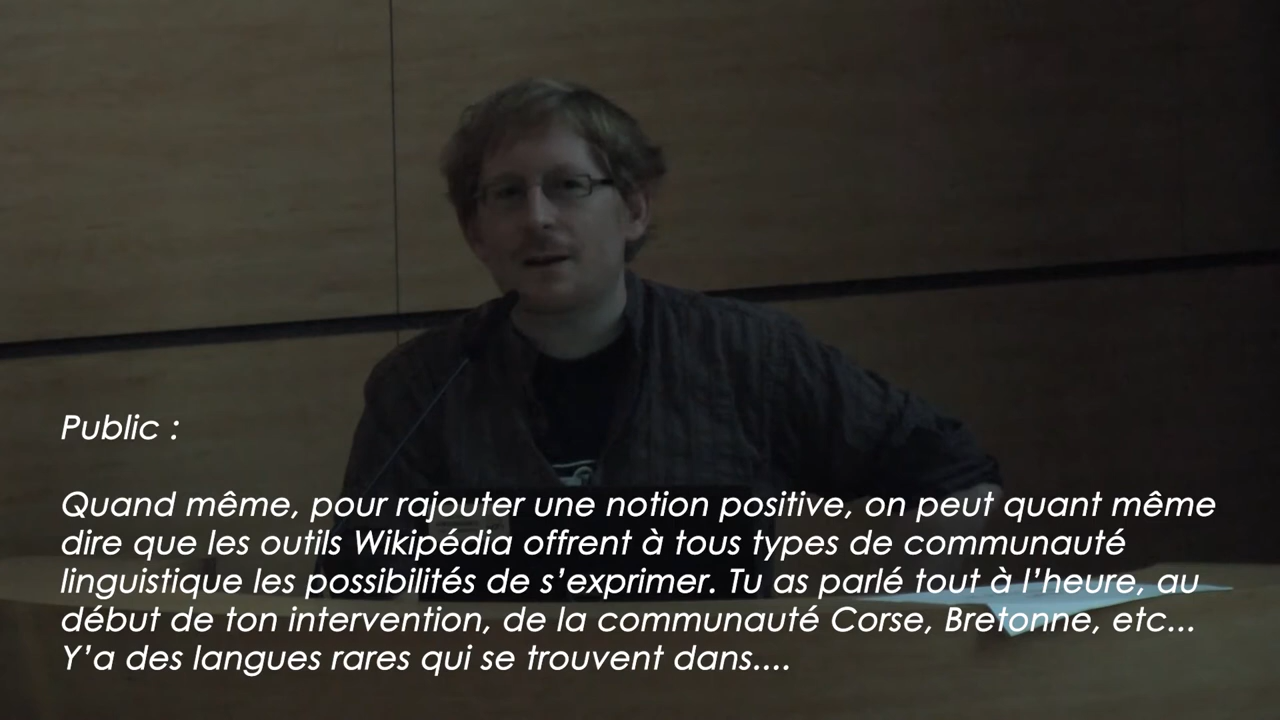 Public :
Quand même, pour rajouter une notion positive, on peut quant même
dire que les outils Wikipédia offrent à tous types de communauté
linguistique les possibilités de s’exprimer. Tu as parlé tout à l’heure, au
début de ton intervention, de la communauté Corse, Bretonne, etc...
Y’a des langues rares qui se trouvent dans....